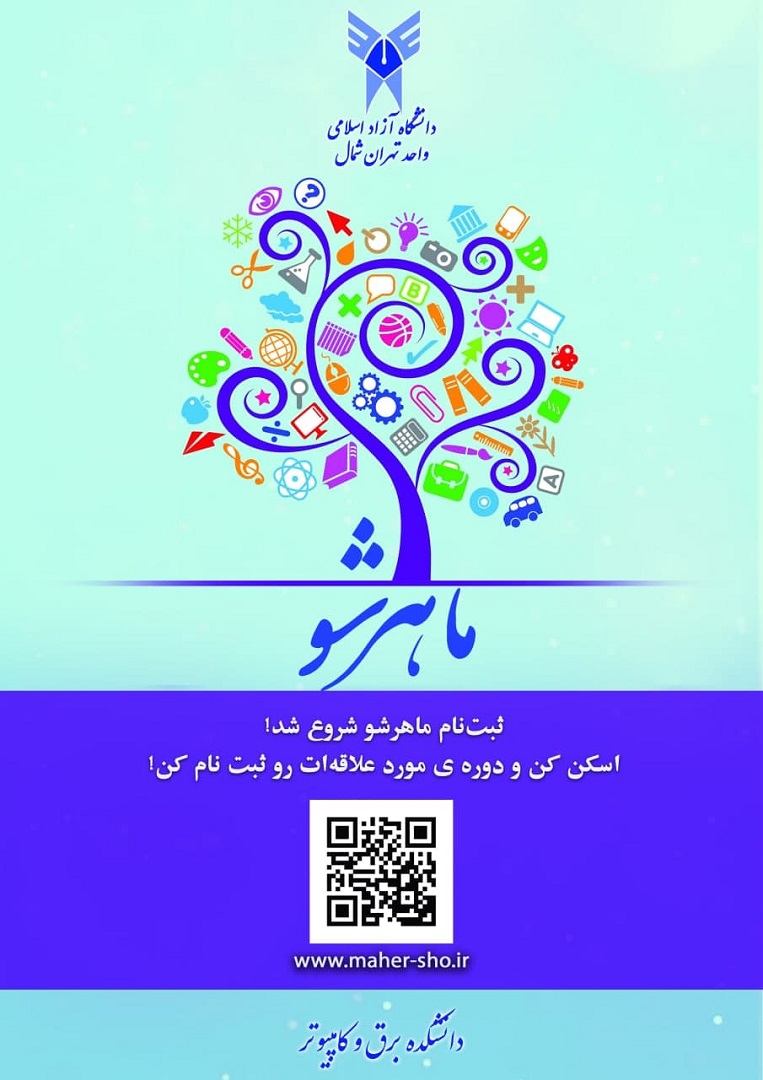 دانشگاه آزاد اسلامی
واحد تهران شمال
?
B
A
ماهرشو
ثبت‌نام ماهرشو شروع شد!
اسکن کن و دوره ی مورد علاقه‌ات رو ثبت نام کن!
www.maher-sho.ir
دانشکده برق و کامپیوتر